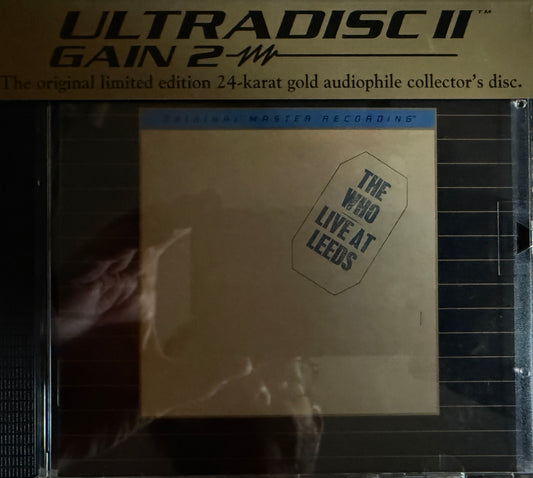 ULTRADISC II™
GAIN 2
The original limited edition 24-karat gold audiophile collector's disc.
ORIGINAL MASTER RECORDING™
THE
WHO
LIVE AT
LEEDS